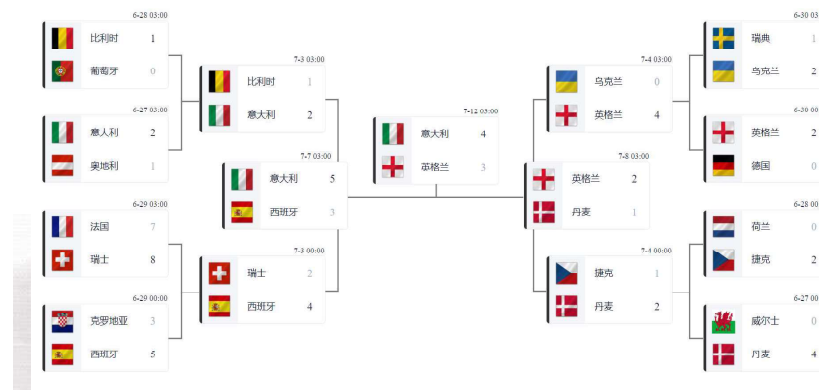 6-28 03:00
比利时 1
葡萄牙 0
6-27 03:00
意大利 2
奥地利 1
6-29 03:00
法国 7
瑞士 8
6-29 00:00
克罗地亚 3
西班牙 5
7-3 03:00
比利时 1
意大利 2
7-7 03:00
意大利 5
西班牙 3
7-3 00:00
瑞士 2
西班牙 4
7-12 03:00
意大利 4
英格兰 3
7-4 03:00
乌克兰 0
英格兰 4
7-8 03:00
英格兰 2
丹麦 1
7-4 00:00
捷克 1
丹麦 2
6-30 03
瑞典 1
乌克兰 2
6-30 00
英格兰 2
德国 0
6-28 00
荷兰 0
捷克 2
6-27 00
威尔士 0
丹麦 4